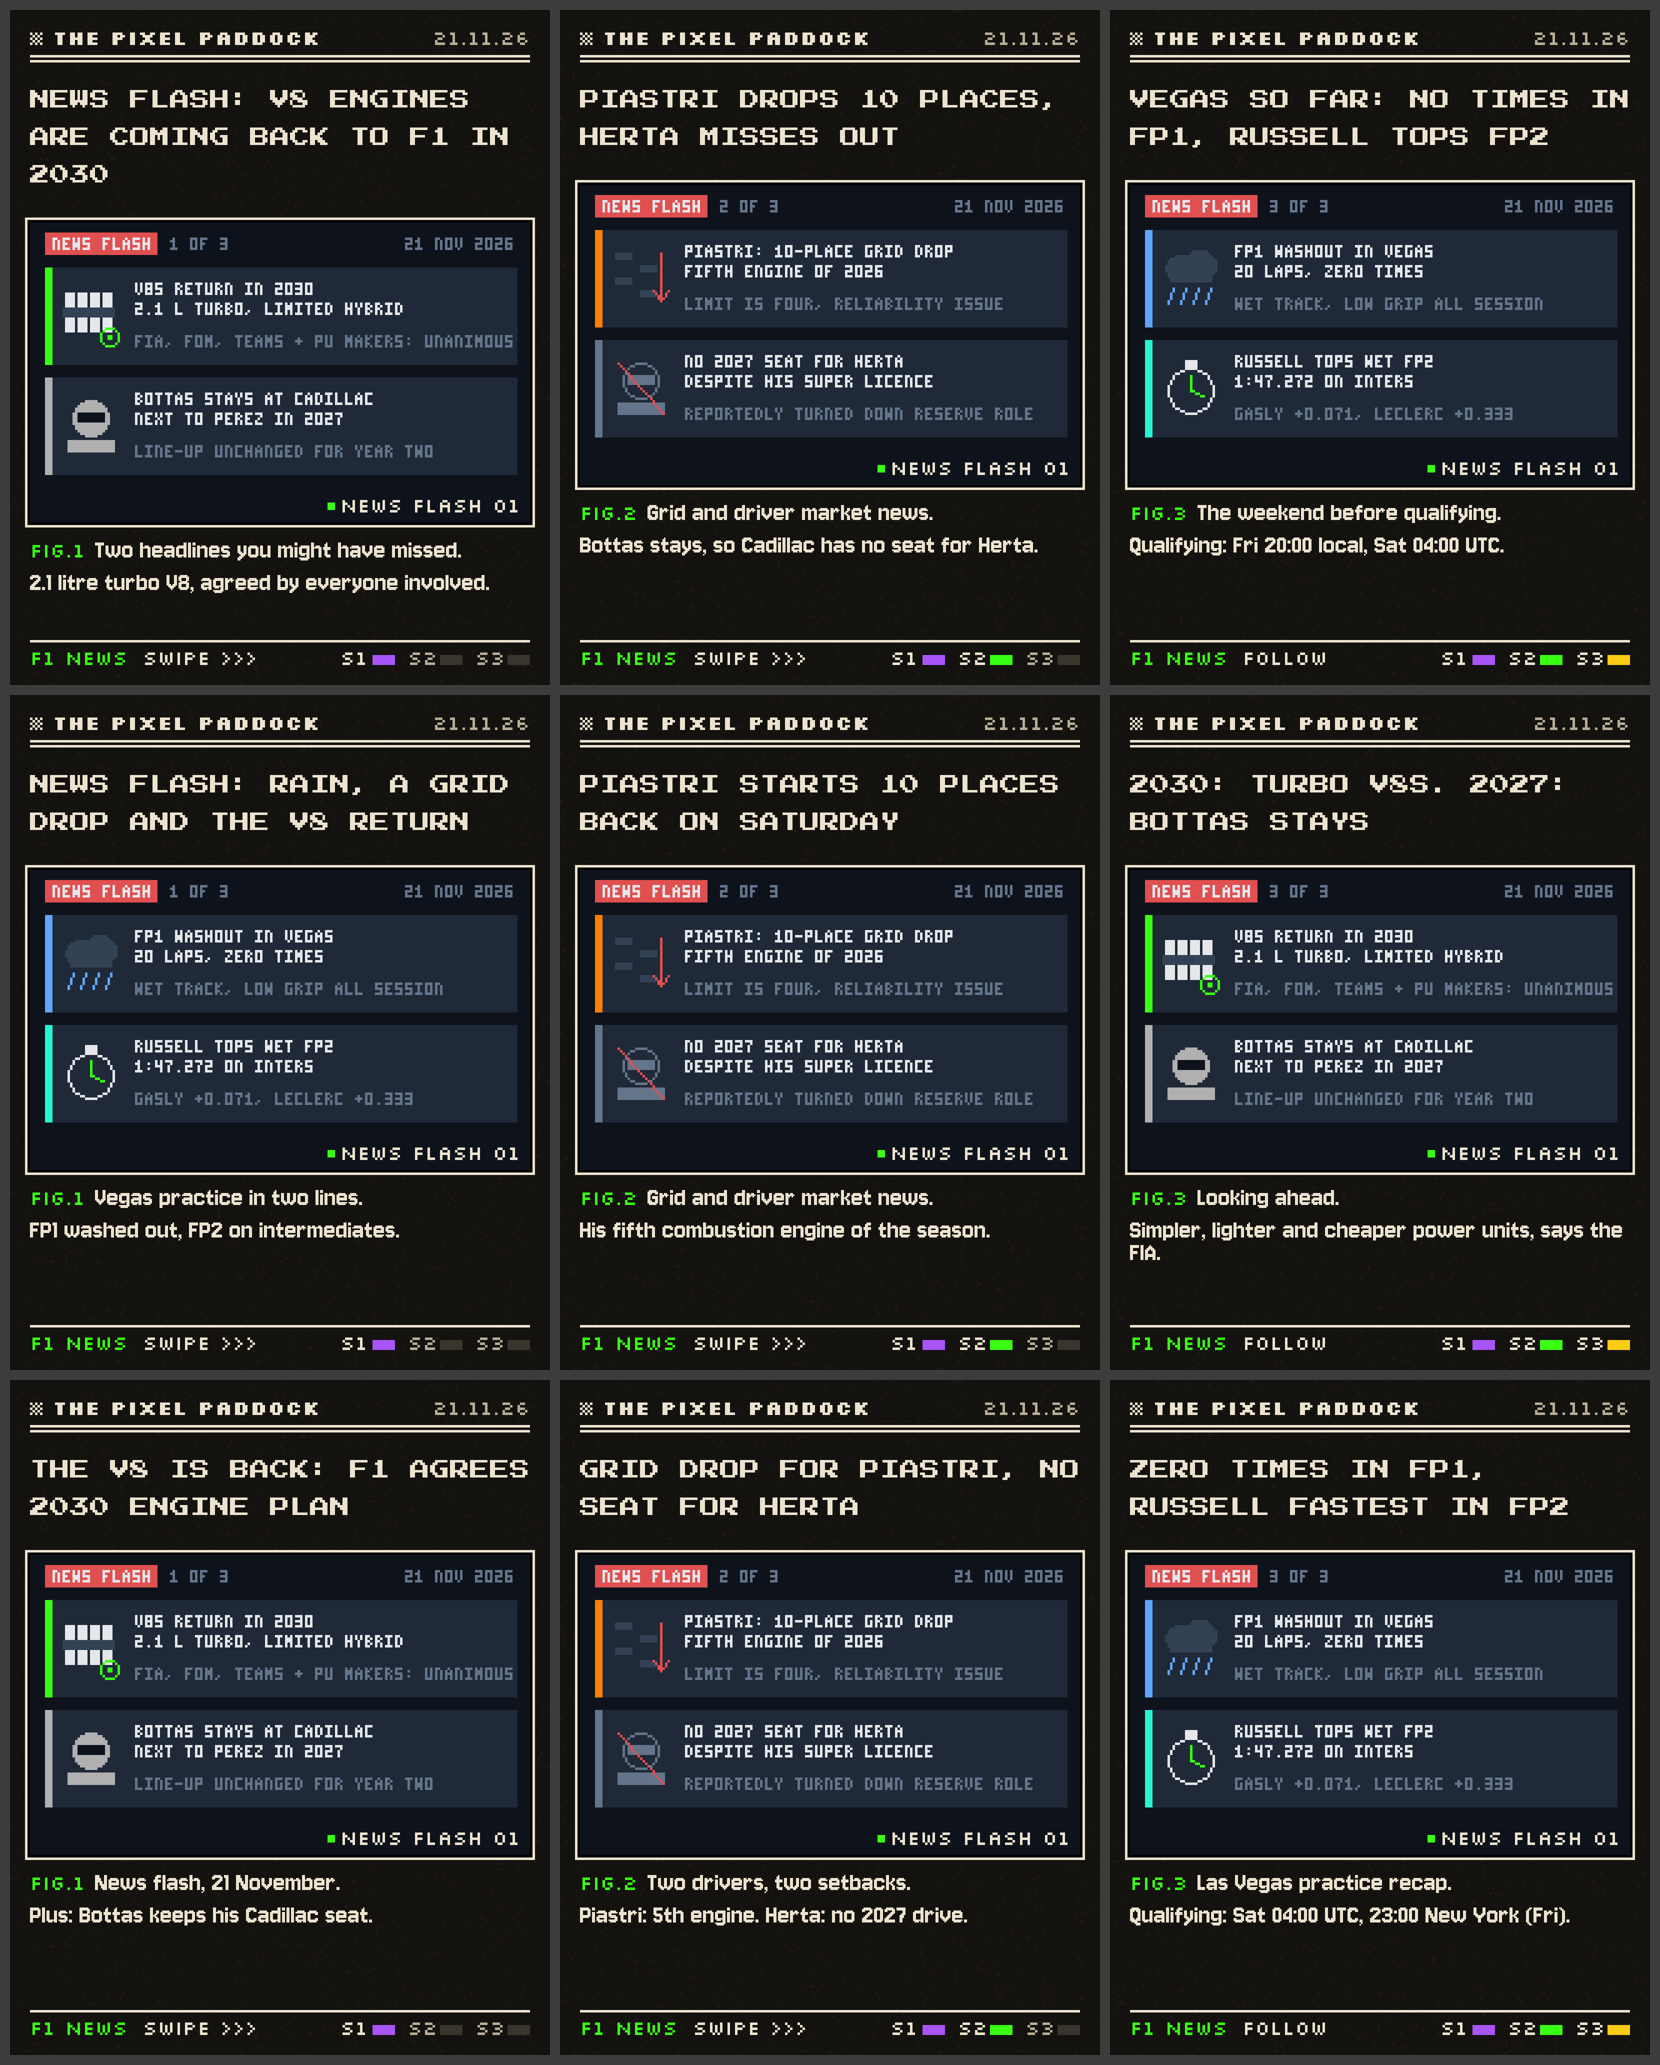 THE PIXEL PADDOCK 21.11.26
NEWS FLASH: V8 ENGINES
ARE COMING BACK TO F1 IN
2030
NEWS FLASH 1 OF 3 21 NOV 2026
V8S RETURN IN 2030
2.1 L TURBO, LIMITED HYBRID
FIA, FOM, TEAMS + PU MAKERS: UNANIMOUS
BOTTAS STAYS AT CADILLAC
NEXT TO PEREZ IN 2027
LINE-UP UNCHANGED FOR YEAR TWO
NEWS FLASH 01
FIG.1 Two headlines you might have missed.
2.1 litre turbo V8, agreed by everyone involved.
F1 NEWS SWIPE >>> S1 S2 S3
THE PIXEL PADDOCK 21.11.26
PIASTRI DROPS 10 PLACES,
HERTA MISSES OUT
NEWS FLASH 2 OF 3 21 NOV 2026
PIASTRI: 10-PLACE GRID DROP
FIFTH ENGINE OF 2026
LIMIT IS FOUR, RELIABILITY ISSUE
NO 2027 SEAT FOR HERTA
DESPITE HIS SUPER LICENCE
REPORTEDLY TURNED DOWN RESERVE ROLE
NEWS FLASH 01
FIG.2 Grid and driver market news.
Bottas stays, so Cadillac has no seat for Herta.
F1 NEWS SWIPE >>> S1 S2 S3
THE PIXEL PADDOCK 21.11.26
VEGAS SO FAR: NO TIMES IN
FP1, RUSSELL TOPS FP2
NEWS FLASH 3 OF 3 21 NOV 2026
FP1 WASHOUT IN VEGAS
20 LAPS, ZERO TIMES
WET TRACK, LOW GRIP ALL SESSION
RUSSELL TOPS WET FP2
1:47.272 ON INTERS
GASLY +0.071, LECLERC +0.333
NEWS FLASH 01
FIG.3 The weekend before qualifying.
Qualifying: Fri 20:00 local, Sat 04:00 UTC.
F1 NEWS FOLLOW S1 S2 S3
THE PIXEL PADDOCK 21.11.26
NEWS FLASH: RAIN, A GRID
DROP AND THE V8 RETURN
NEWS FLASH 1 OF 3 21 NOV 2026
FP1 WASHOUT IN VEGAS
20 LAPS, ZERO TIMES
WET TRACK, LOW GRIP ALL SESSION
RUSSELL TOPS WET FP2
1:47.272 ON INTERS
GASLY +0.071, LECLERC +0.333
NEWS FLASH 01
FIG.1 Vegas practice in two lines.
FP1 washed out, FP2 on intermediates.
F1 NEWS SWIPE >>> S1 S2 S3
THE PIXEL PADDOCK 21.11.26
PIASTRI STARTS 10 PLACES
BACK ON SATURDAY
NEWS FLASH 2 OF 3 21 NOV 2026
PIASTRI: 10-PLACE GRID DROP
FIFTH ENGINE OF 2026
LIMIT IS FOUR, RELIABILITY ISSUE
NO 2027 SEAT FOR HERTA
DESPITE HIS SUPER LICENCE
REPORTEDLY TURNED DOWN RESERVE ROLE
NEWS FLASH 01
FIG.2 Grid and driver market news.
His fifth combustion engine of the season.
F1 NEWS SWIPE >>> S1 S2 S3
THE PIXEL PADDOCK 21.11.26
2030: TURBO V8S. 2027:
BOTTAS STAYS
NEWS FLASH 3 OF 3 21 NOV 2026
V8S RETURN IN 2030
2.1 L TURBO, LIMITED HYBRID
FIA, FOM, TEAMS + PU MAKERS: UNANIMOUS
BOTTAS STAYS AT CADILLAC
NEXT TO PEREZ IN 2027
LINE-UP UNCHANGED FOR YEAR TWO
NEWS FLASH 01
FIG.3 Looking ahead.
Simpler, lighter and cheaper power units, says the
FIA.
F1 NEWS FOLLOW S1 S2 S3
THE PIXEL PADDOCK 21.11.26
THE V8 IS BACK: F1 AGREES
2030 ENGINE PLAN
NEWS FLASH 1 OF 3 21 NOV 2026
V8S RETURN IN 2030
2.1 L TURBO, LIMITED HYBRID
FIA, FOM, TEAMS + PU MAKERS: UNANIMOUS
BOTTAS STAYS AT CADILLAC
NEXT TO PEREZ IN 2027
LINE-UP UNCHANGED FOR YEAR TWO
NEWS FLASH 01
FIG.1 News flash, 21 November.
Plus: Bottas keeps his Cadillac seat.
F1 NEWS SWIPE >>> S1 S2 S3
THE PIXEL PADDOCK 21.11.26
GRID DROP FOR PIASTRI, NO
SEAT FOR HERTA
NEWS FLASH 2 OF 3 21 NOV 2026
PIASTRI: 10-PLACE GRID DROP
FIFTH ENGINE OF 2026
LIMIT IS FOUR, RELIABILITY ISSUE
NO 2027 SEAT FOR HERTA
DESPITE HIS SUPER LICENCE
REPORTEDLY TURNED DOWN RESERVE ROLE
NEWS FLASH 01
FIG.2 Two drivers, two setbacks.
Piastri: 5th engine. Herta: no 2027 drive.
F1 NEWS SWIPE >>> S1 S2 S3
THE PIXEL PADDOCK 21.11.26
ZERO TIMES IN FP1,
RUSSELL FASTEST IN FP2
NEWS FLASH 3 OF 3 21 NOV 2026
FP1 WASHOUT IN VEGAS
20 LAPS, ZERO TIMES
WET TRACK, LOW GRIP ALL SESSION
RUSSELL TOPS WET FP2
1:47.272 ON INTERS
GASLY +0.071, LECLERC +0.333
NEWS FLASH 01
FIG.3 Las Vegas practice recap.
Qualifying: Sat 04:00 UTC, 23:00 New York (Fri).
F1 NEWS FOLLOW S1 S2 S3